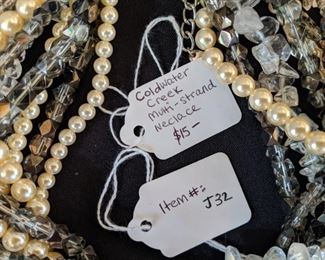 Coldwater
Creek
Multi-Strand
Necklace
$15-
Item#:
J32